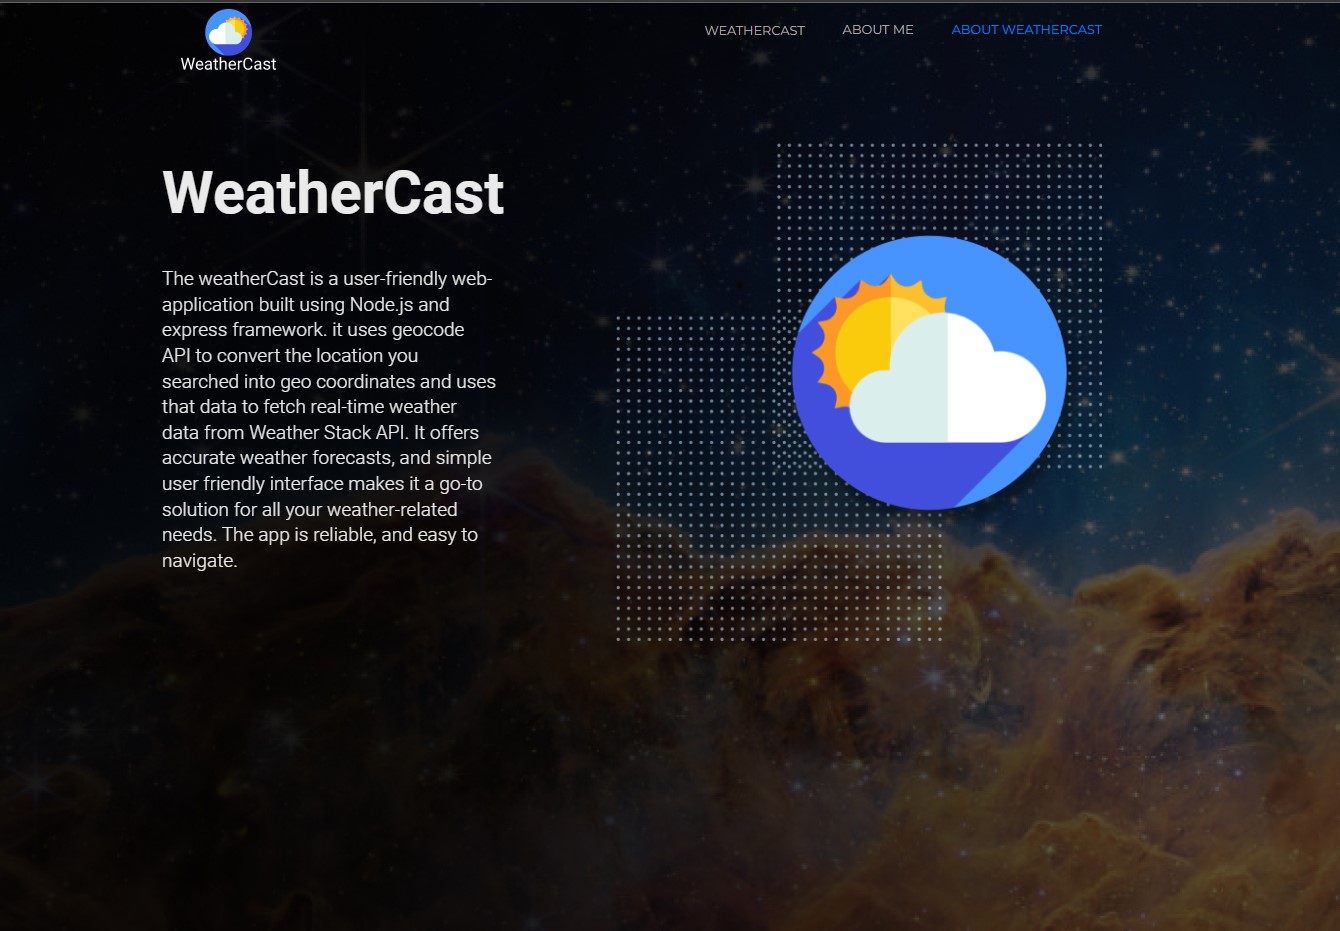 WeatherCast
WEATHERCAST
ABOUT ME
ABOUT WEATHERCAST
WeatherCast
The weatherCast is a user-friendly web-
application built using Node.js and
express framework. it uses geocode
API to convert the location you
searched into geo coordinates and uses
that data to fetch real-time weather
data from Weather Stack API. It offers
accurate weather forecasts, and simple
user friendly interface makes it a go-to
solution for all your weather-related
needs. The app is reliable, and easy to
navigate.